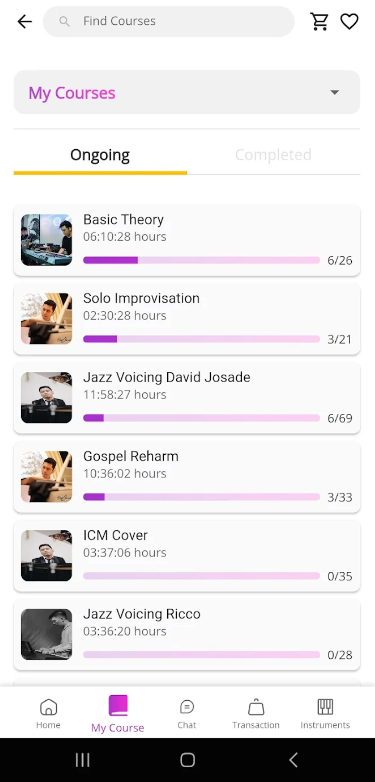 Find Courses
My Courses
Ongoing
Completed
Basic Theory
06:10:28 hours
6/26
Solo Improvisation
02:30:28 hours
3/21
Jazz Voicing David Josade
11:58:27 hours
6/69
Gospel Reharm
10:36:02 hours
3/33
ICM Cover
03:37:06 hours
0/35
Jazz Voicing Ricco
03:36:20 hours
0/28
Home
My Course
Chat
Transaction
Instruments